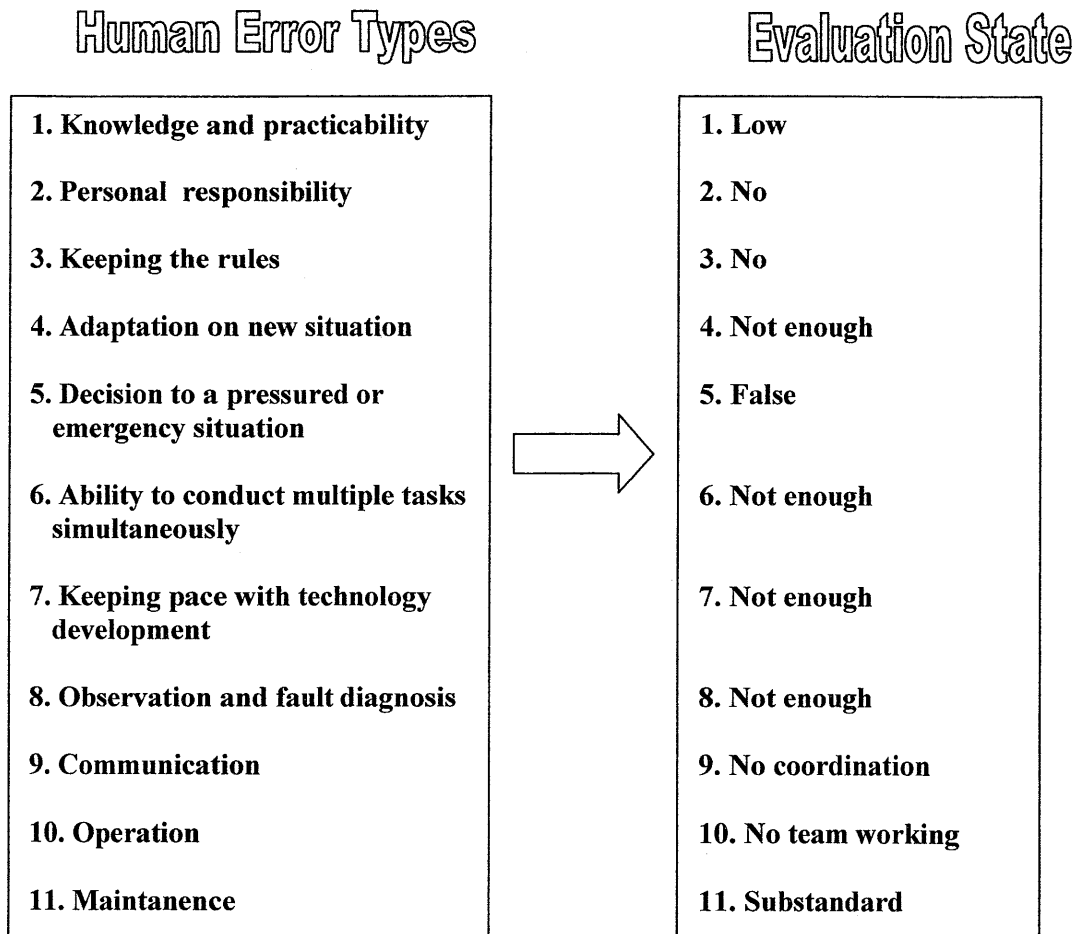 Human Error Types
1. Knowledge and practicability
2. Personal responsibility
3. Keeping the rules
4. Adaptation on new situation
5. Decision to a pressured or
emergency situation
6. Ability to conduct multiple tasks
simultaneously
7. Keeping pace with technology
development
8. Observation and fault diagnosis
9. Communication
10. Operation
11. Maintanence
Evaluation State
1. Low
2. No
3. No
4. Not enough
5. False
6. Not enough
7. Not enough
8. Not enough
9. No coordination
10. No team working
11. Substandard